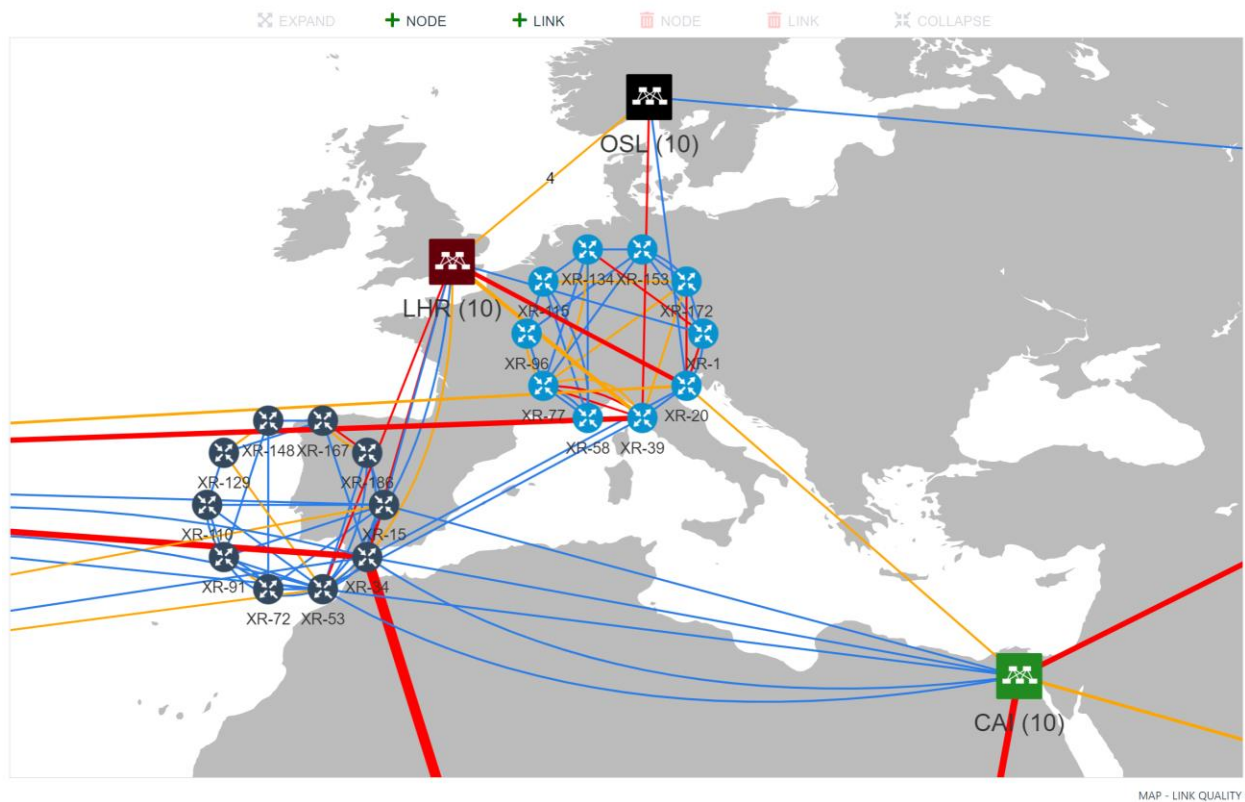 EXPAND
NODE
LINK
NODE
LINK
COLLAPSE
OSL (10)
4
LHR (10)
XR-134
XR-153
XR-115
XR-172
XR-96
XR-1
XR-77
XR-20
XR-58
XR-39
XR-148
XR-167
XR-129
XR-186
XR-110
XR-15
XR-91
XR-34
XR-72
XR-53
CAI (10)
MAP - LINK QUALITY